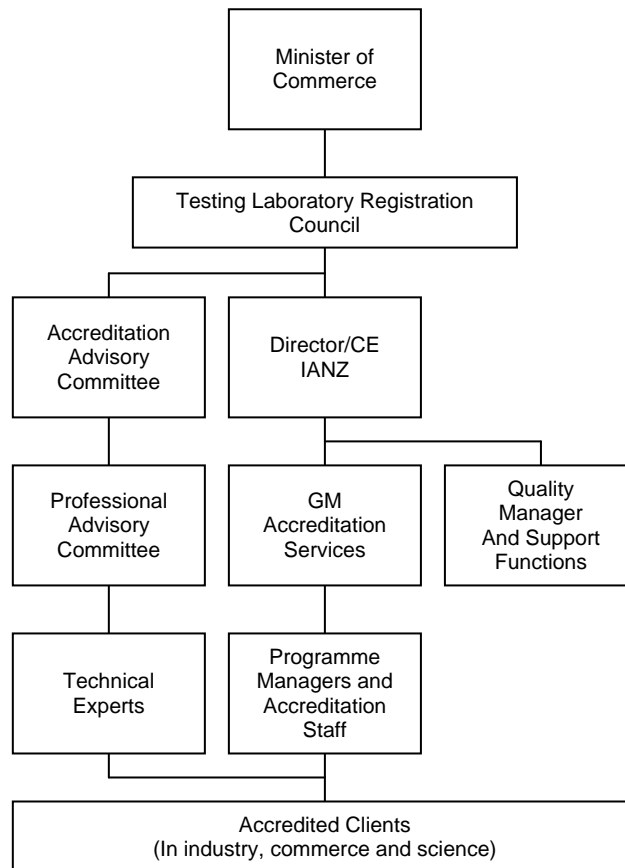 Minister of
Commerce
Testing Laboratory Registration
Council
Accreditation
Advisory
Committee
Director/CE
IANZ
Professional
Advisory
Committee
GM
Accreditation
Services
Quality
Manager
And Support
Functions
Technical
Experts
Programme
Managers and
Accreditation
Staff
Accredited Clients
(In industry, commerce and science)